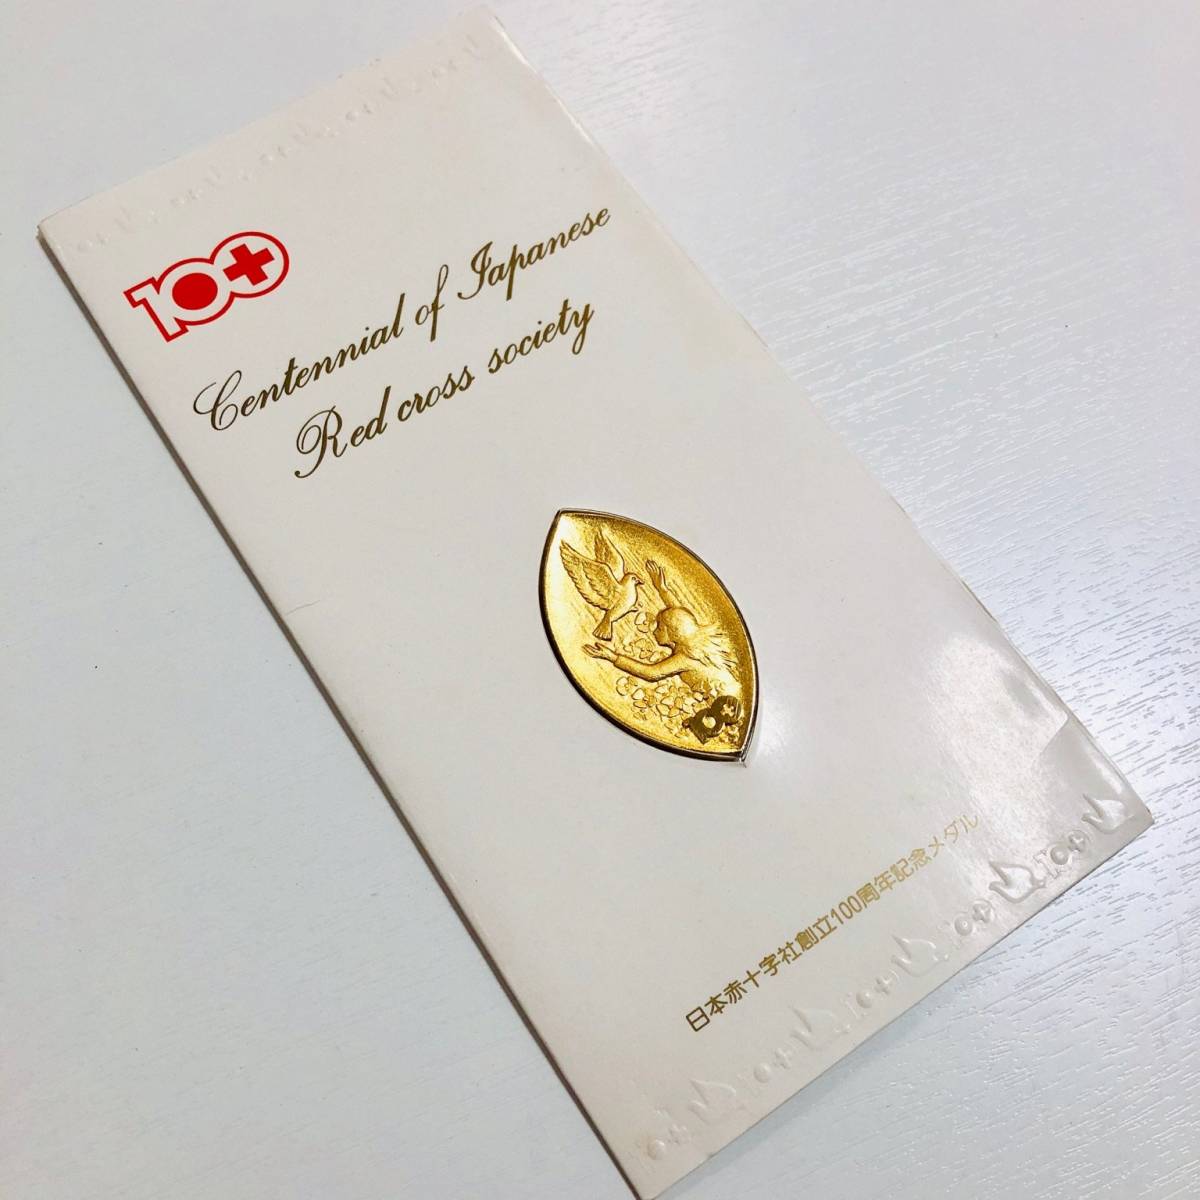 100
Centennial of Japanese
Red cross society
日本赤十字社創立100周年記念メダル